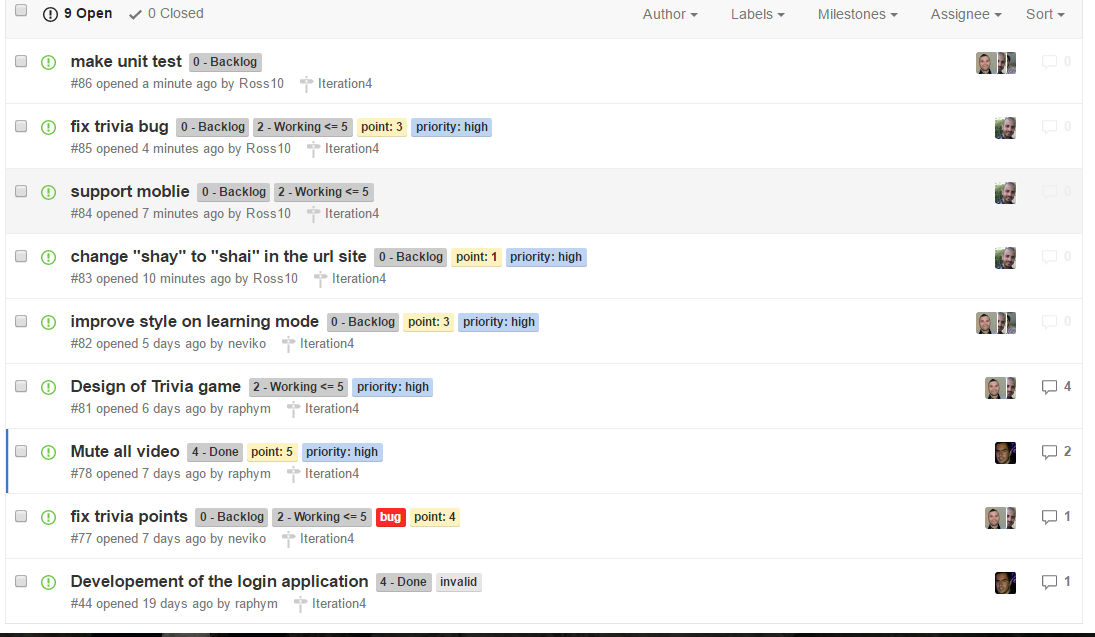 9 Open 0 Closed Author Labels Milestones Assignee Sort
make unit test 0 - Backlog 0
#86 opened a minute ago by Ross10 Iteration4
fix trivia bug 0 - Backlog 2 - Working <= 5 point: 3 priority: high 0
#85 opened 4 minutes ago by Ross10 Iteration4
support moblie 0 - Backlog 2 - Working <= 5 0
#84 opened 7 minutes ago by Ross10 Iteration4
change "shay" to "shai" in the url site 0 - Backlog point: 1 priority: high 0
#83 opened 10 minutes ago by Ross10 Iteration4
improve style on learning mode 0 - Backlog point: 3 priority: high 0
#82 opened 5 days ago by neviko Iteration4
Design of Trivia game 2 - Working <= 5 priority: high 4
#81 opened 6 days ago by raphym Iteration4
Mute all video 4 - Done point: 5 priority: high 2
#78 opened 7 days ago by raphym Iteration4
fix trivia points 0 - Backlog 2 - Working <= 5 bug point: 4 1
#77 opened 7 days ago by neviko Iteration4
Developement of the login application 4 - Done invalid 1
#44 opened 19 days ago by raphym Iteration4